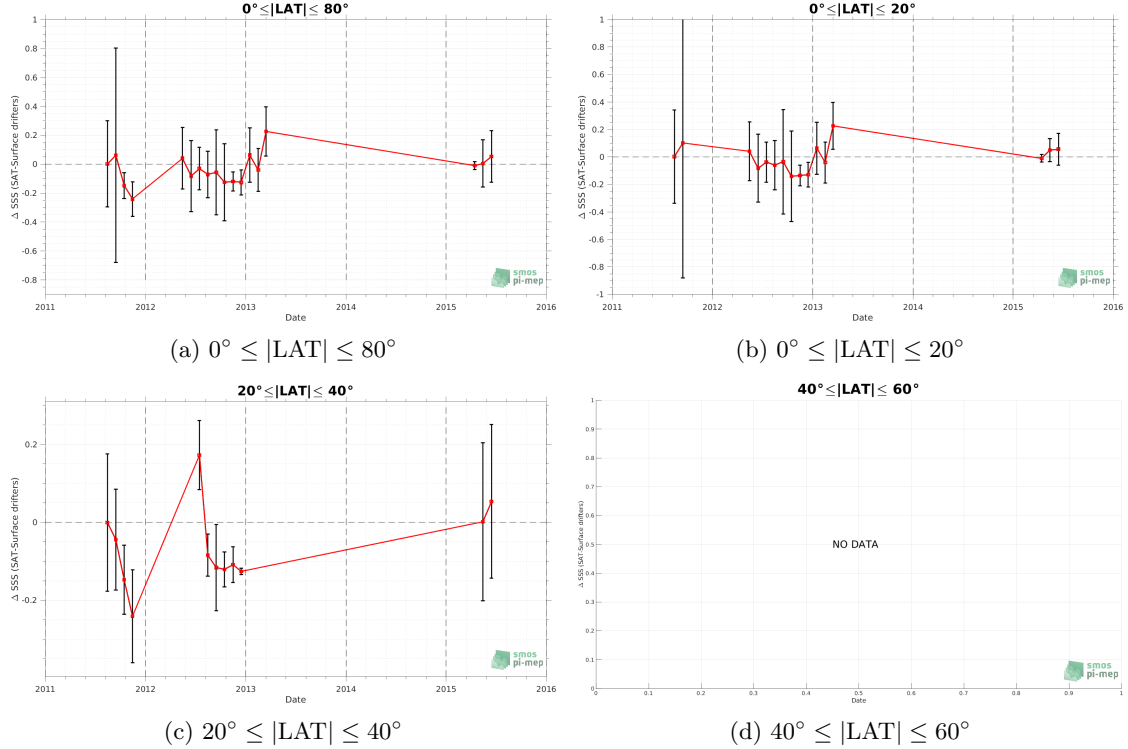 0°≤|LAT|≤ 80°
1
0.8
0.6
0.4
0.2
0
-0.2
-0.4
-0.6
-0.8
Δ SSS (SAT-Surface drifters)
2011 2012 2013 2014 2015 2016
Date
smos
pi-mep
(a) 0° ≤ |LAT| ≤ 80°
0°≤|LAT|≤ 20°
1
0.8
0.6
0.4
0.2
0
-0.2
-0.4
-0.6
-0.8
-1
Δ SSS (SAT-Surface drifters)
2011 2012 2013 2014 2015 2016
Date
smos
pi-mep
(b) 0° ≤ |LAT| ≤ 20°
20°≤|LAT|≤ 40°
0.2
0
-0.2
Δ SSS (SAT-Surface drifters)
2011 2012 2013 2014 2015 2016
Date
smos
pi-mep
(c) 20° ≤ |LAT| ≤ 40°
40°≤|LAT|≤ 60°
1
0.9
0.8
0.7
0.6
0.5
0.4
0.3
0.2
0.1
0
Δ SSS (SAT-Surface drifters)
NO DATA
0 0.1 0.2 0.3 0.4 0.5 0.6 0.7 0.8 0.9 1
Date
smos
pi-mep
(d) 40° ≤ |LAT| ≤ 60°